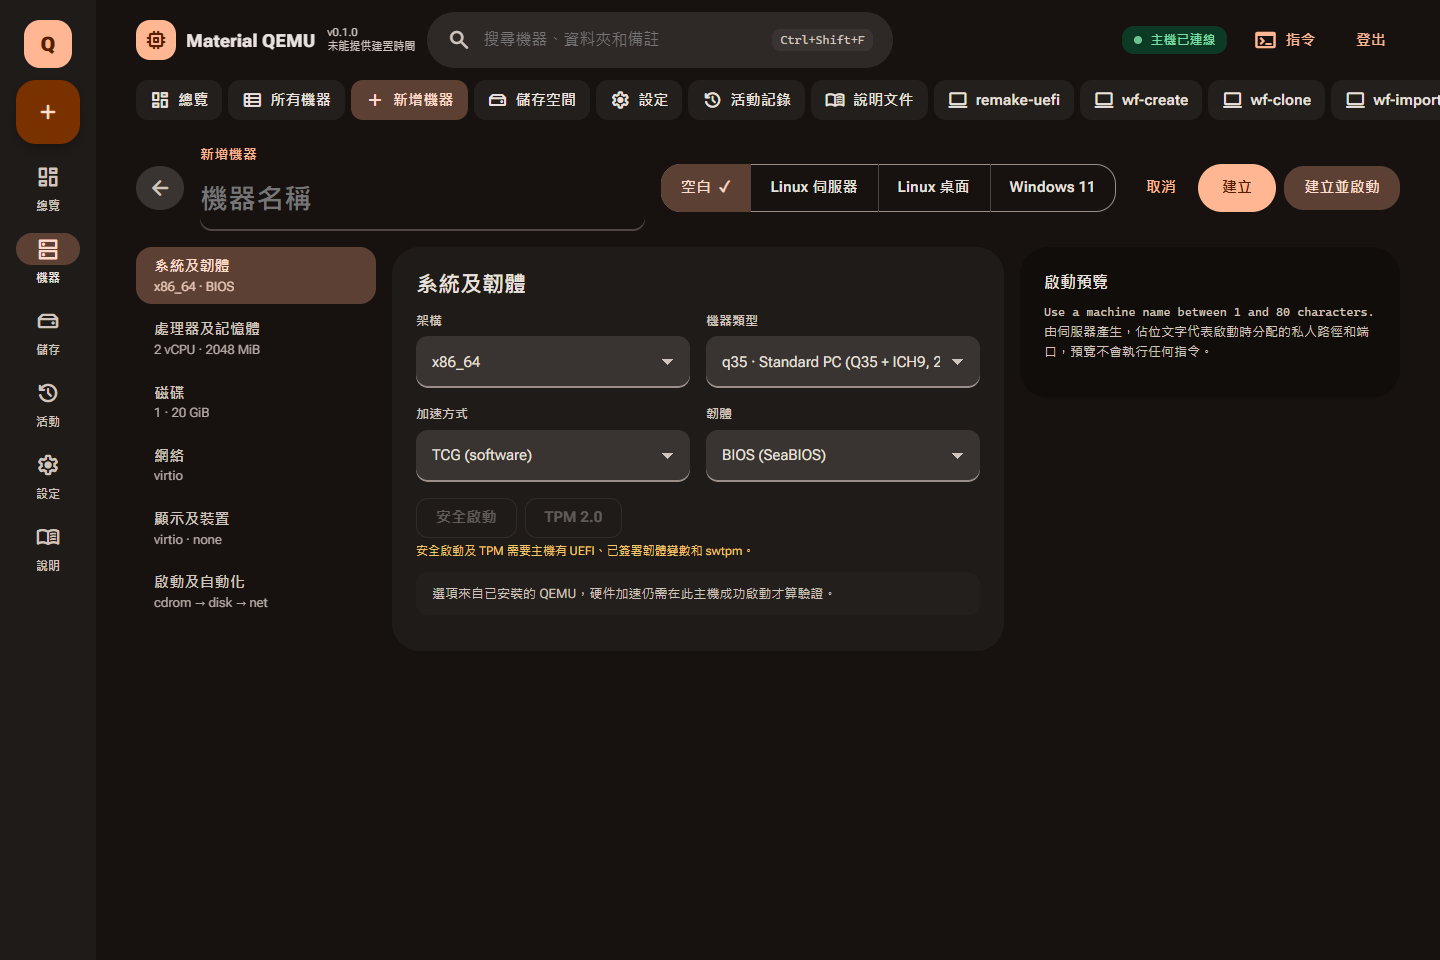 Q
Material QEMU
v0.1.0
未能提供建置時間
搜尋機器、資料夾和備註
Ctrl+Shift+F
主機已連線
指令
登出
總覽
所有機器
新增機器
儲存空間
設定
活動記錄
說明文件
remake-uefi
wf-create
wf-clone
wf-import
總覽
機器
儲存
活動
設定
說明
新增機器
機器名稱
空白
Linux 伺服器
Linux 桌面
Windows 11
取消
建立
建立並啟動
系統及韌體
x86_64 · BIOS
處理器及記憶體
2 vCPU · 2048 MiB
磁碟
1 · 20 GiB
網絡
virtio
顯示及裝置
virtio · none
啟動及自動化
cdrom → disk → net
系統及韌體
架構
機器類型
x86_64
q35 · Standard PC (Q35 + ICH9, 2
加速方式
韌體
TCG (software)
BIOS (SeaBIOS)
安全啟動
TPM 2.0
安全啟動及 TPM 需要主機有 UEFI、已簽署韌體變數和 swtpm。
選項來自已安裝的 QEMU，硬件加速仍需在此主機成功啟動才算驗證。
啟動預覽
Use a machine name between 1 and 80 characters.
由伺服器產生，佔位文字代表啟動時分配的私人路徑和端
口，預覽不會執行任何指令。